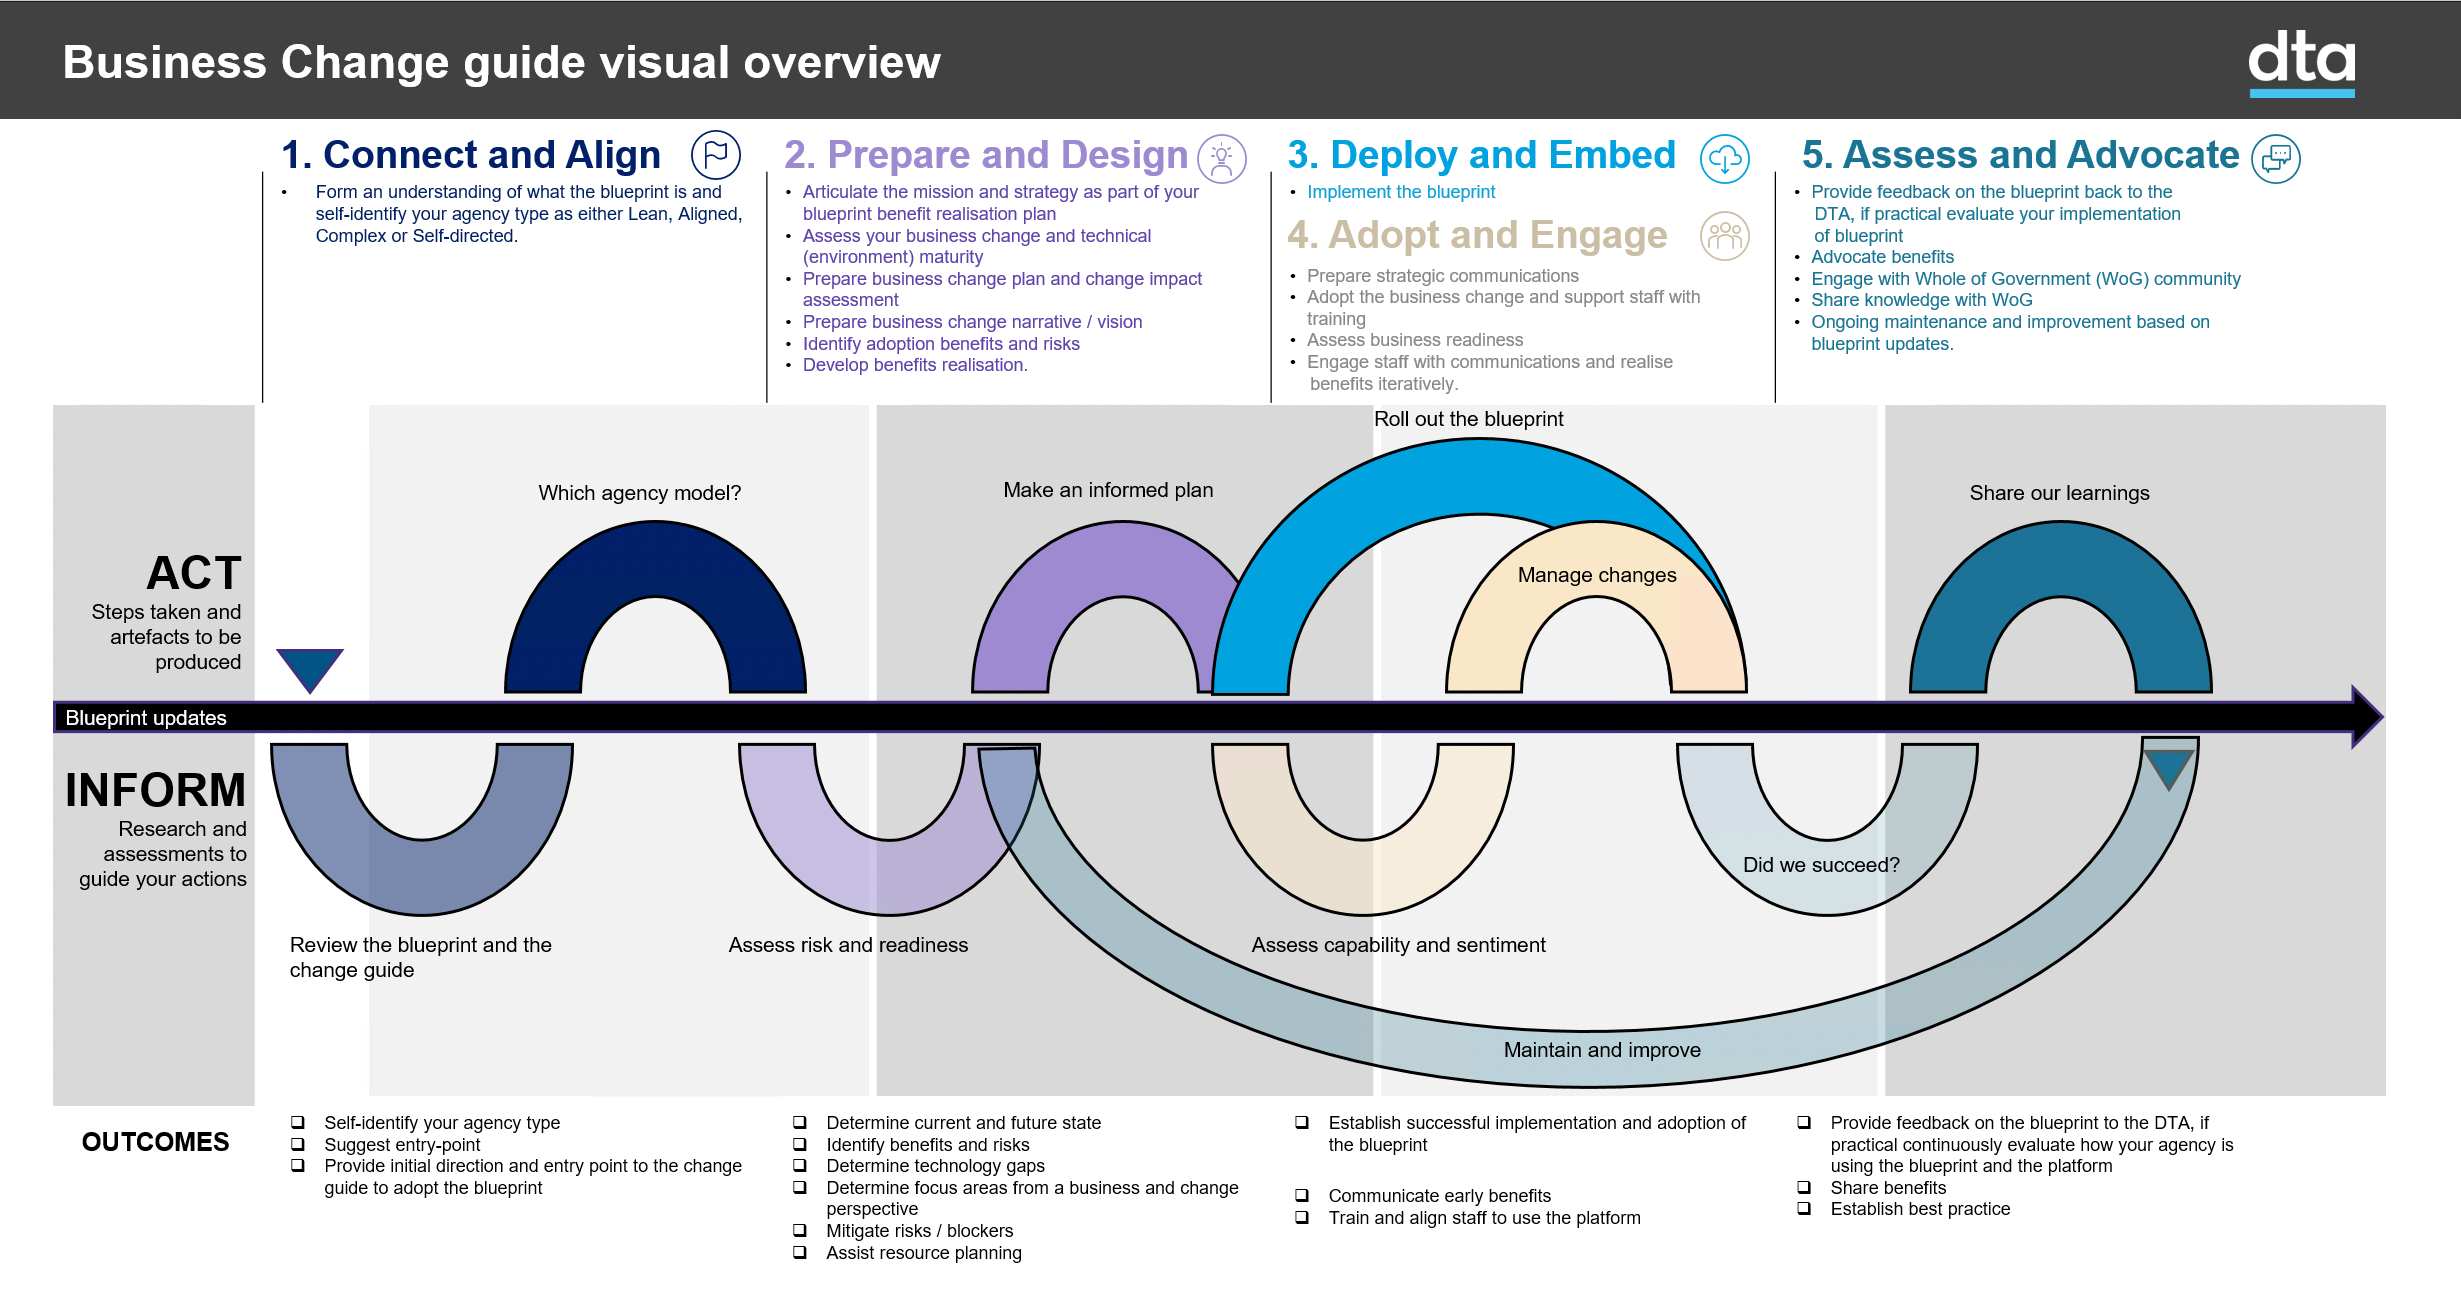 Business Change guide visual overview
dta
1. Connect and Align
• Form an understanding of what the blueprint is and
self-identify your agency type as either Lean, Aligned,
Complex or Self-directed.
2. Prepare and Design
• Articulate the mission and strategy as part of your
blueprint benefit realisation plan
• Assess your business change and technical
(environment) maturity
• Prepare business change plan and change impact
assessment
• Prepare business change narrative / vision
• Identify adoption benefits and risks
• Develop benefits realisation.
3. Deploy and Embed
• Implement the blueprint
4. Adopt and Engage
• Prepare strategic communications
• Adopt the business change and support staff with
training
• Assess business readiness
• Engage staff with communications and realise
benefits iteratively.
5. Assess and Advocate
• Provide feedback on the blueprint back to the
DTA, if practical evaluate your implementation
of blueprint
• Advocate benefits
• Engage with Whole of Government (WoG) community
• Share knowledge with WoG
• Ongoing maintenance and improvement based on
blueprint updates.
ACT
Steps taken and
artefacts to be
produced
Which agency model?
Make an informed plan
Roll out the blueprint
Manage changes
Share our learnings
Blueprint updates
INFORM
Research and
assessments to
guide your actions
Review the blueprint and the
change guide
Assess risk and readiness
Assess capability and sentiment
Did we succeed?
Maintain and improve
OUTCOMES
❑ Self-identify your agency type
❑ Suggest entry-point
❑ Provide initial direction and entry point to the change
guide to adopt the blueprint
❑ Determine current and future state
❑ Identify benefits and risks
❑ Determine technology gaps
❑ Determine focus areas from a business and change
perspective
❑ Mitigate risks / blockers
❑ Assist resource planning
❑ Establish successful implementation and adoption of
the blueprint
❑ Communicate early benefits
❑ Train and align staff to use the platform
❑ Provide feedback on the blueprint to the DTA, if
practical continuously evaluate how your agency is
using the blueprint and the platform
❑ Share benefits
❑ Establish best practice